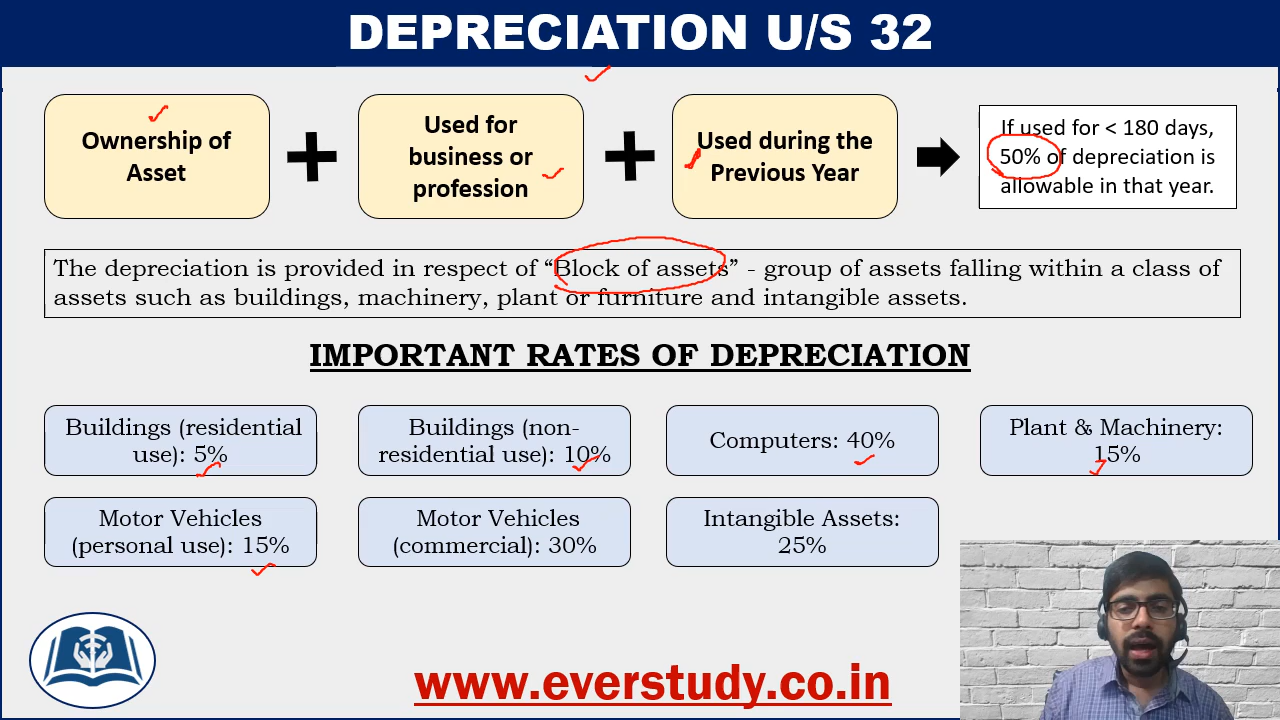 DEPRECIATION U/S 32
Ownership of
Asset
Used for
business or
profession
Used during the
Previous Year
If used for < 180 days,
50% of depreciation is
allowable in that year.
The depreciation is provided in respect of “Block of assets” - group of assets falling within a class of
assets such as buildings, machinery, plant or furniture and intangible assets.
IMPORTANT RATES OF DEPRECIATION
Buildings (residential
use): 5%
Buildings (non-
residential use): 10%
Computers: 40%
Plant & Machinery:
15%
Motor Vehicles
(personal use): 15%
Motor Vehicles
(commercial): 30%
Intangible Assets:
25%
www.everstudy.co.in